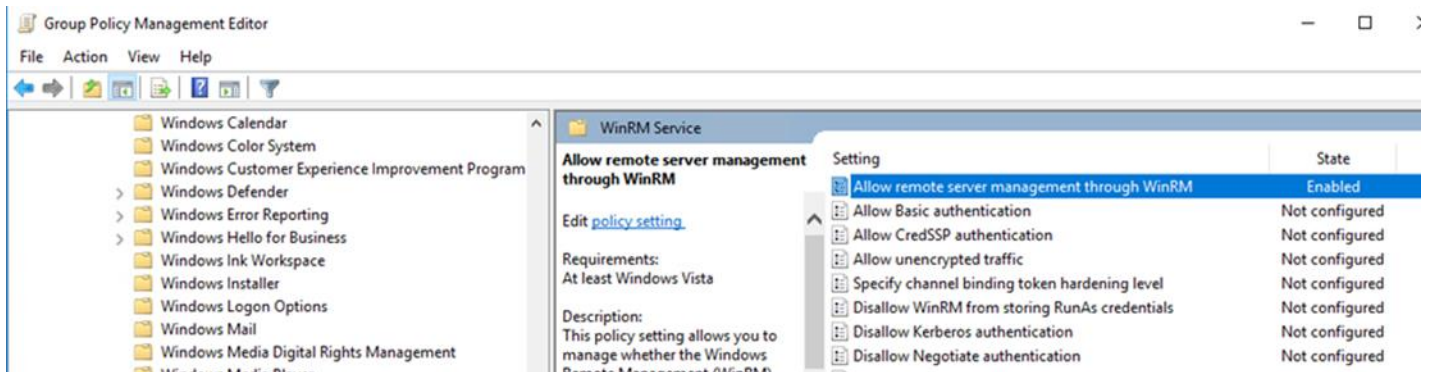 Group Policy Management Editor
File Action View Help
Windows Calendar
Windows Color System
Windows Customer Experience Improvement Program
Windows Defender
Windows Error Reporting
Windows Hello for Business
Windows Ink Workspace
Windows Installer
Windows Logon Options
Windows Mail
Windows Media Digital Rights Management
Windows Media Player
WinRM Service
Allow remote server management
through WinRM
Edit policy setting
Requirements:
At least Windows Vista
Description:
This policy setting allows you to
manage whether the Windows
Remote Management (WinRM)
Setting State
Allow remote server management through WinRM Enabled
Allow Basic authentication Not configured
Allow CredSSP authentication Not configured
Allow unencrypted traffic Not configured
Specify channel binding token hardening level Not configured
Disallow WinRM from storing RunAs credentials Not configured
Disallow Kerberos authentication Not configured
Disallow Negotiate authentication Not configured